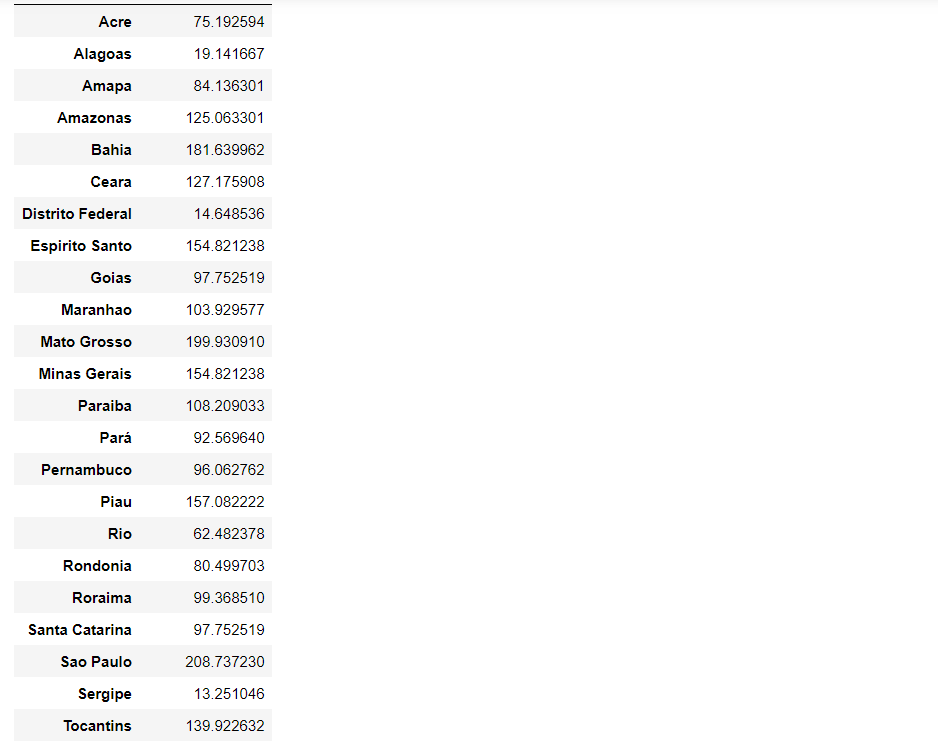 Acre 75.192594
Alagoas 19.141667
Amapa 84.136301
Amazonas 125.063301
Bahia 181.639962
Ceara 127.175908
Distrito Federal 14.648536
Espirito Santo 154.821238
Goias 97.752519
Maranhao 103.929577
Mato Grosso 199.930910
Minas Gerais 154.821238
Paraiba 108.209033
Pará 92.569640
Pernambuco 96.062762
Piau 157.082222
Rio 62.482378
Rondonia 80.499703
Roraima 99.368510
Santa Catarina 97.752519
Sao Paulo 208.737230
Sergipe 13.251046
Tocantins 139.922632